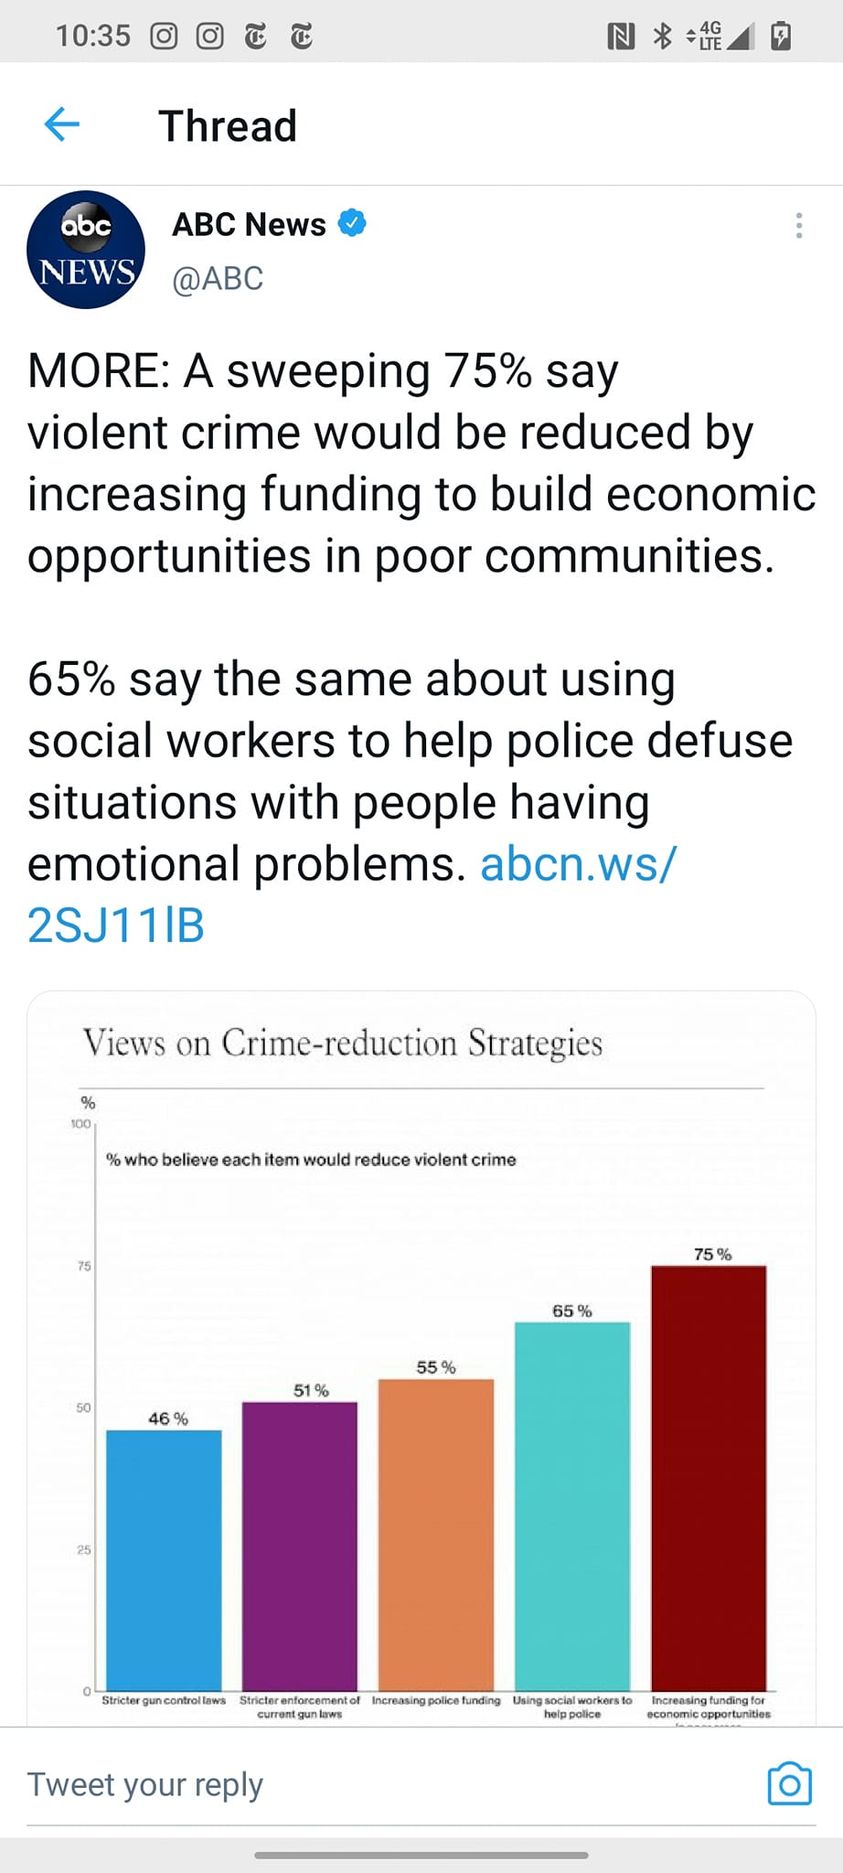 10:35
4G
LTE
Thread
abc
NEWS
ABC News
@ABC
MORE: A sweeping 75% say
violent crime would be reduced by
increasing funding to build economic
opportunities in poor communities.
65% say the same about using
social workers to help police defuse
situations with people having
emotional problems. abcn.ws/
2SJ11lB
Views on Crime-reduction Strategies
%
100
% who believe each item would reduce violent crime
75 %
75
65 %
55 %
51 %
50
46 %
25
0
Stricter gun control laws
Stricter enforcement of
current gun laws
Increasing police funding
Using social workers to
help police
Increasing funding for
economic opportunities
Tweet your reply